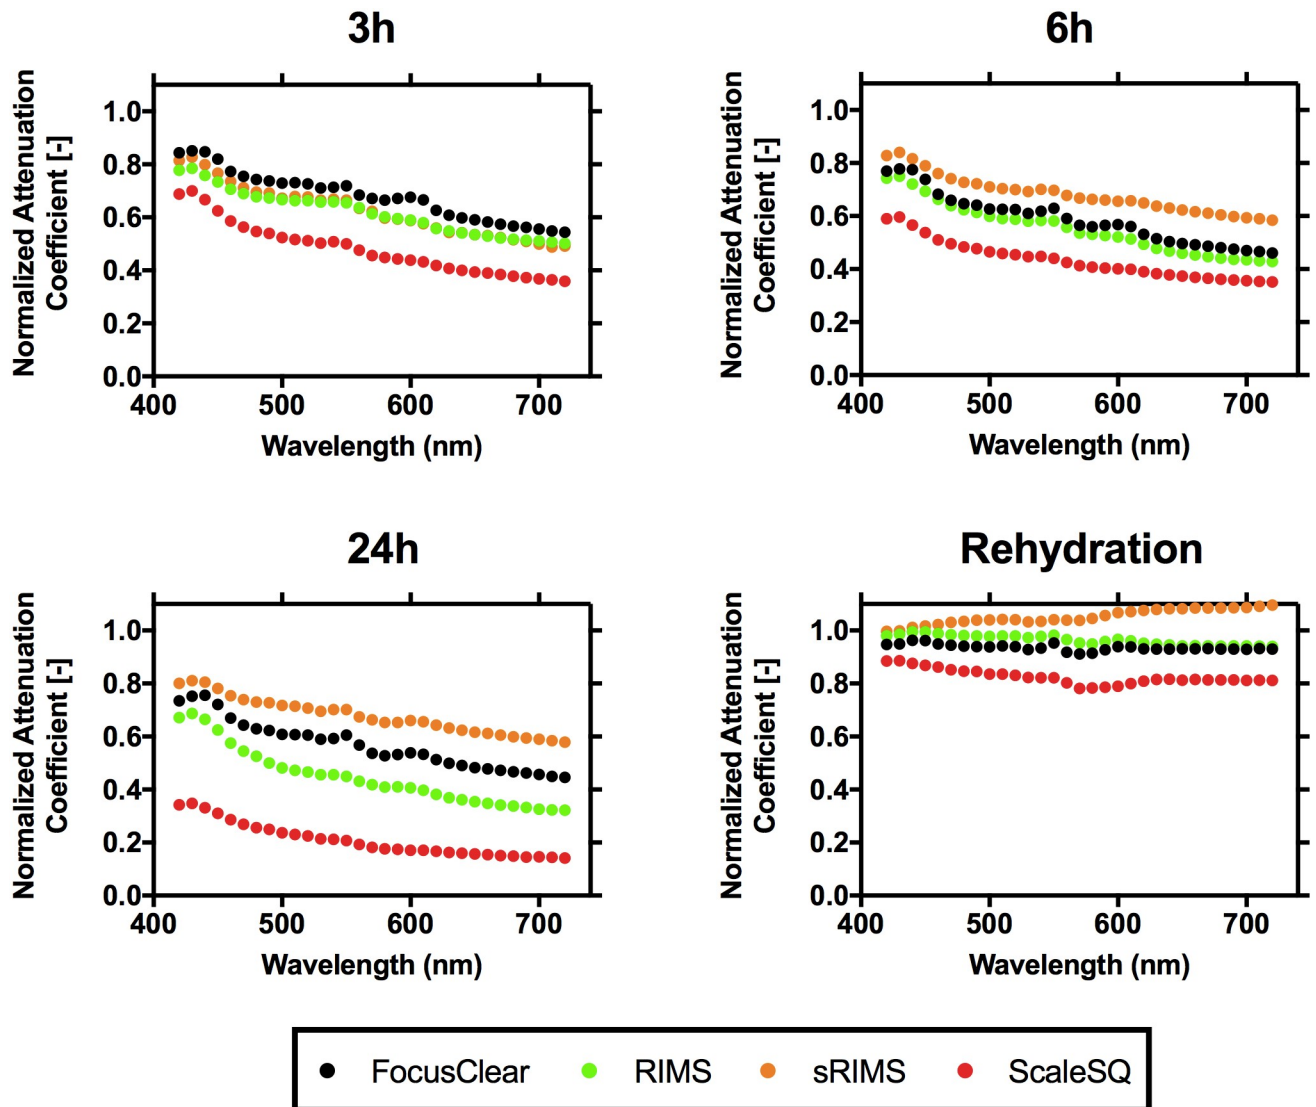 3h
Normalized Attenuation
Coefficient [-]
1.0
0.8
0.6
0.4
0.2
0.0
400 500 600 700
Wavelength (nm)
6h
Normalized Attenuation
Coefficient [-]
1.0
0.8
0.6
0.4
0.2
0.0
400 500 600 700
Wavelength (nm)
24h
Normalized Attenuation
Coefficient [-]
1.0
0.8
0.6
0.4
0.2
0.0
400 500 600 700
Wavelength (nm)
Rehydration
Normalized Attenuation
Coefficient [-]
1.0
0.8
0.6
0.4
0.2
0.0
400 500 600 700
Wavelength (nm)
FocusClear RIMS sRIMS ScaleSQ